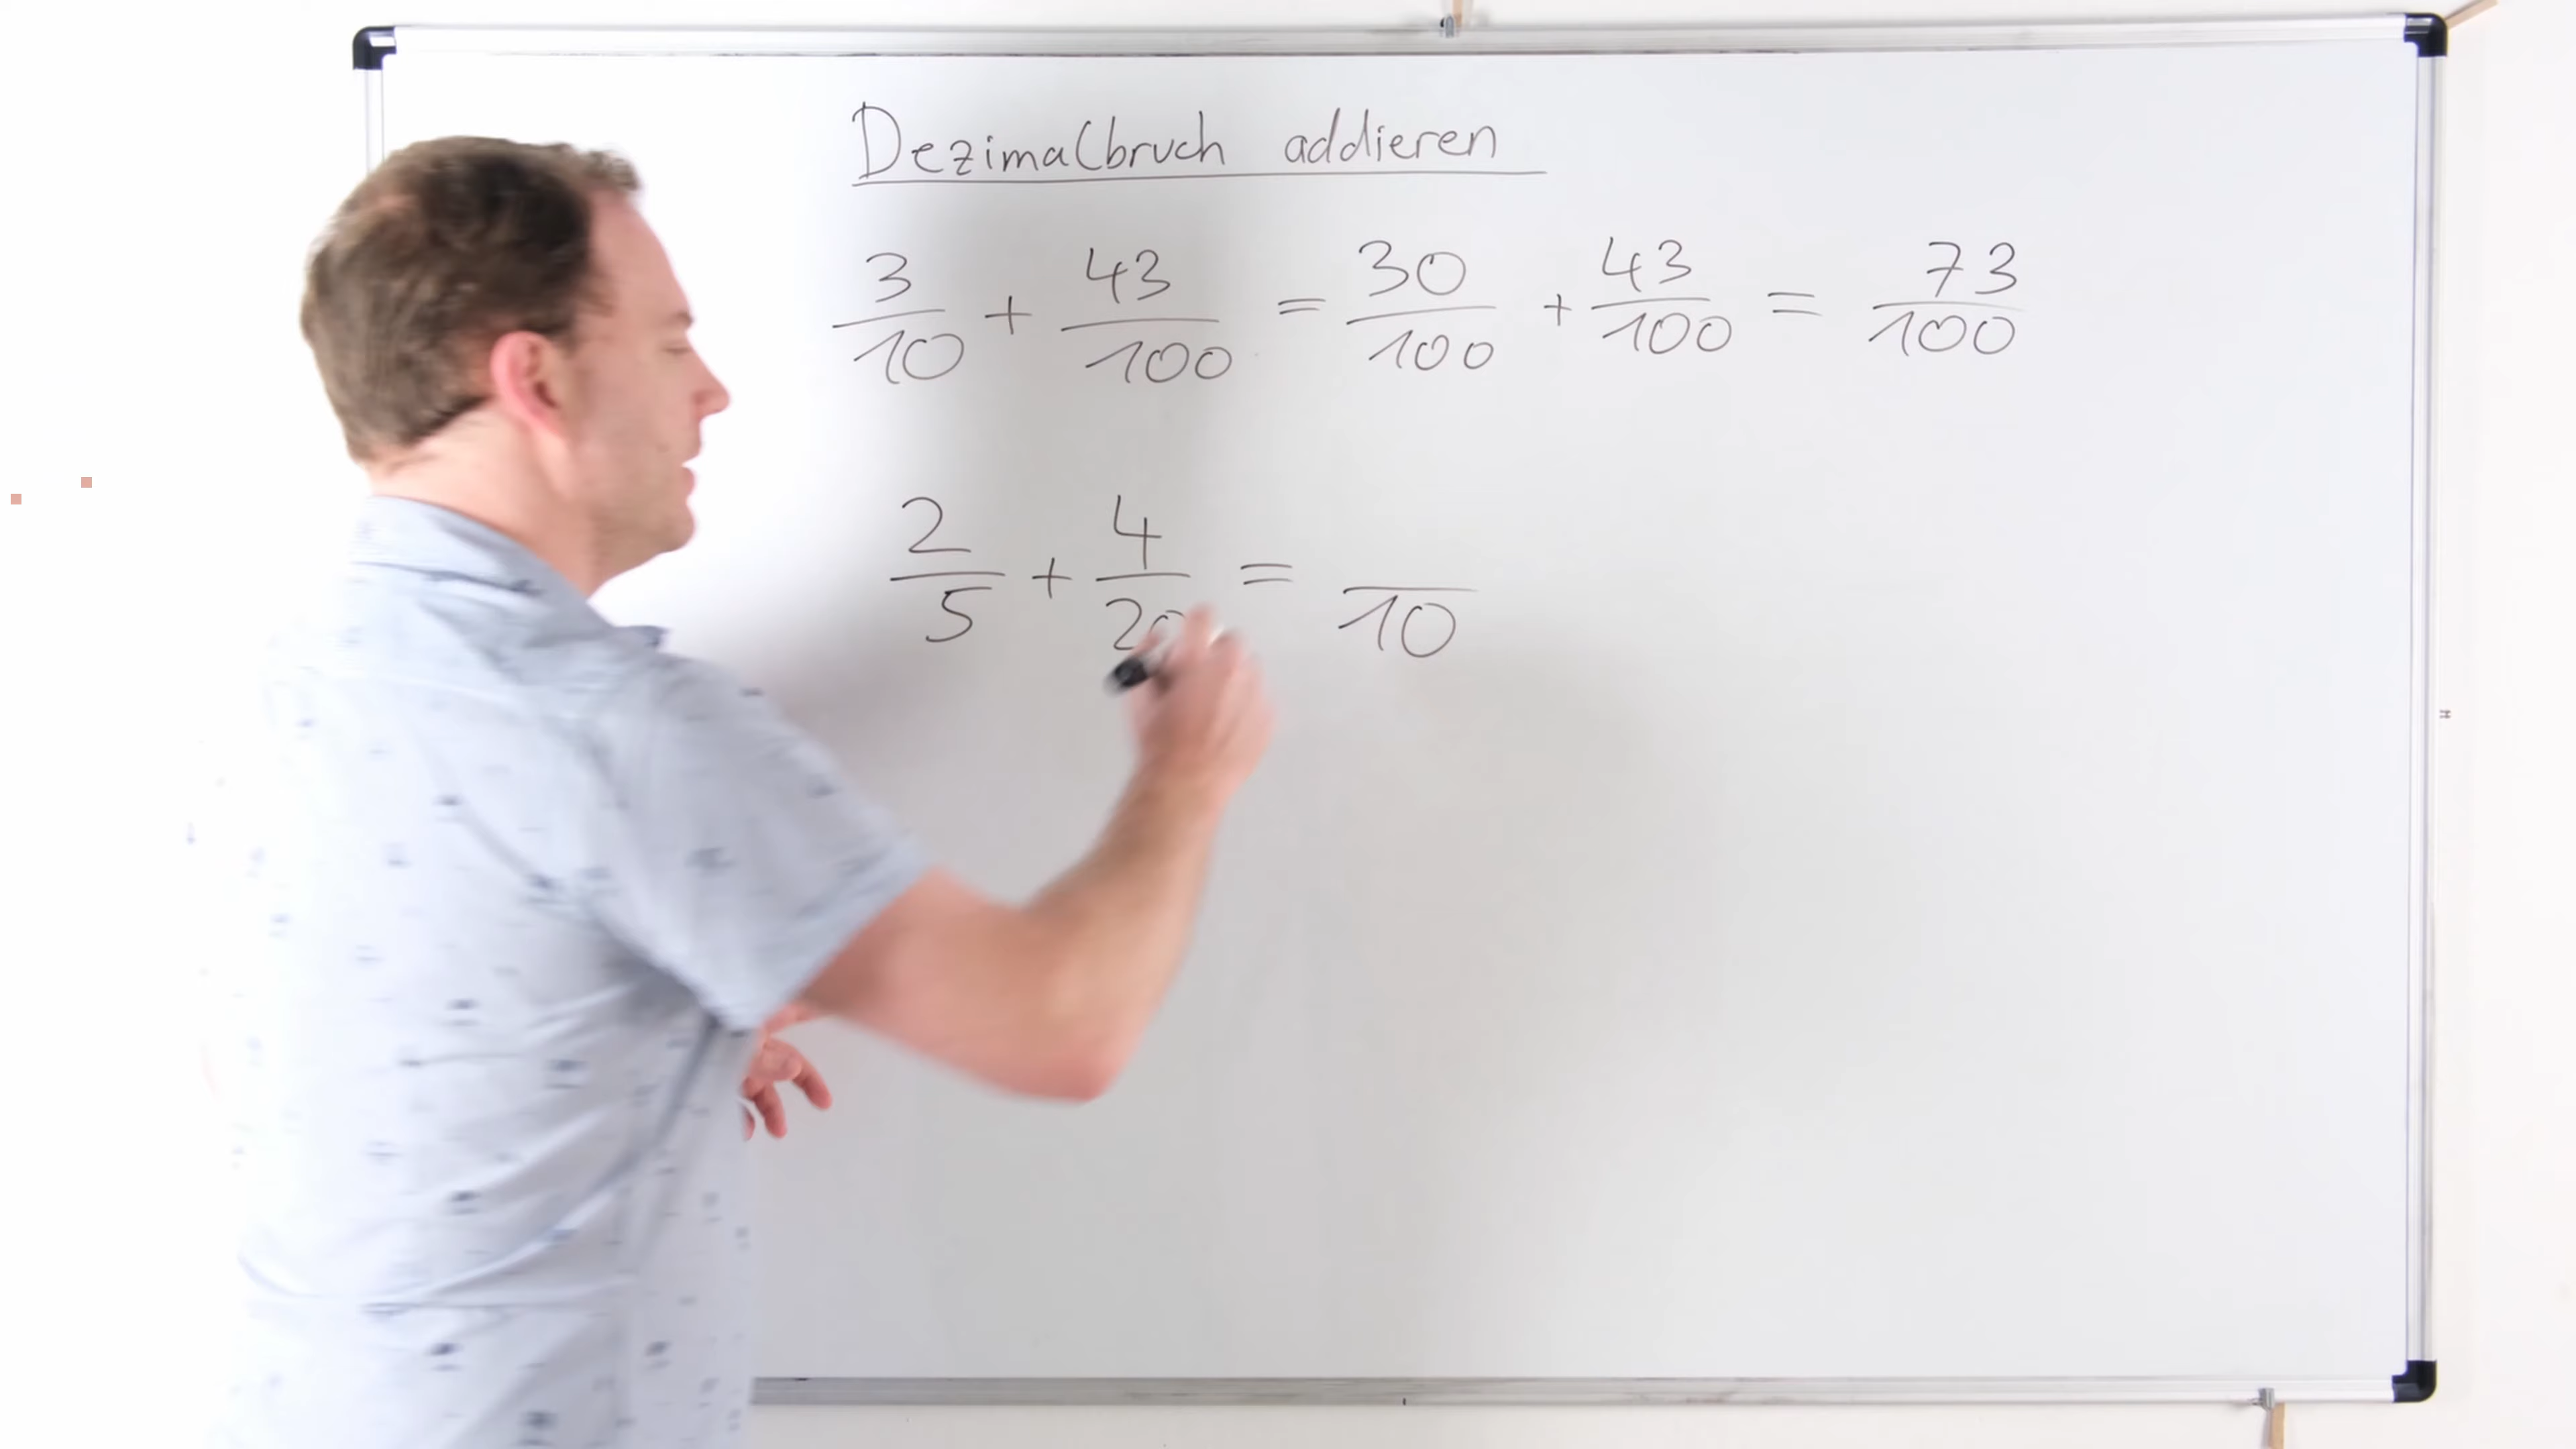 Dezimalbruch addieren
3/10 + 43/100 = 30/100 + 43/100 = 73/100
2/5 + 4/20 = /10